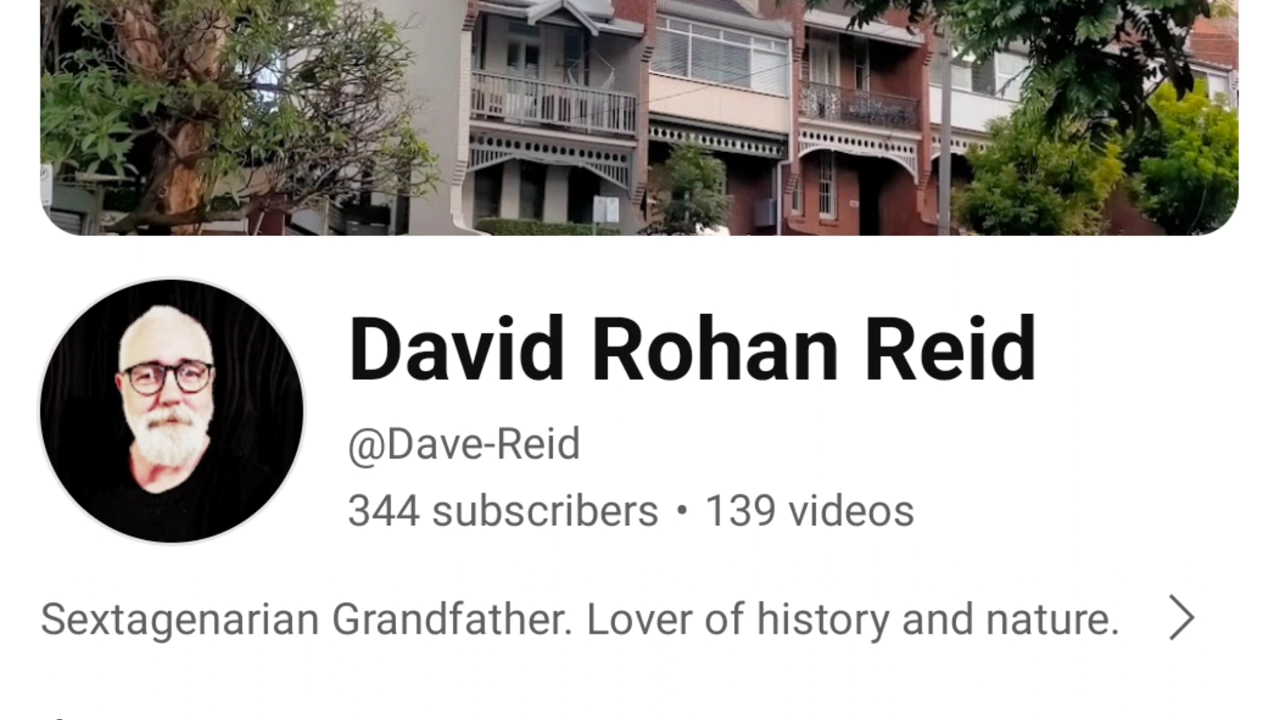 David Rohan Reid
@Dave-Reid
344 subscribers • 139 videos
Sextagenarian Grandfather. Lover of history and nature.